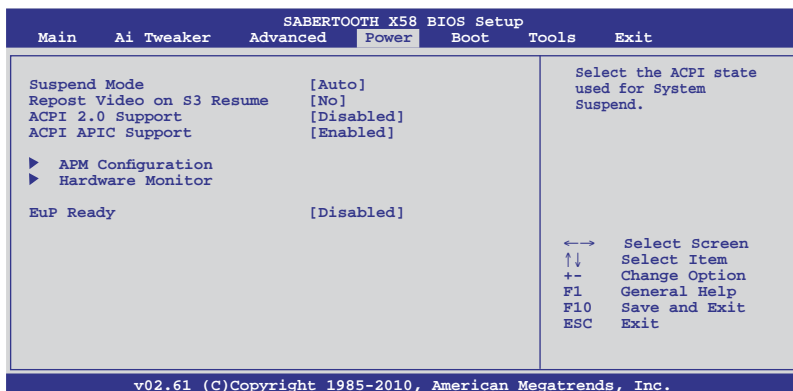 SABERTOOTH X58 BIOS Setup
Main Ai Tweaker Advanced Power Boot Tools Exit
Suspend Mode [Auto]
Repost Video on S3 Resume [No]
ACPI 2.0 Support [Disabled]
ACPI APIC Support [Enabled]
▶ APM Configuration
▶ Hardware Monitor
EuP Ready [Disabled]
Select the ACPI state
used for System
Suspend.
←→ Select Screen
↑↓ Select Item
+- Change Option
F1 General Help
F10 Save and Exit
ESC Exit
v02.61 (C)Copyright 1985-2010, American Megatrends, Inc.